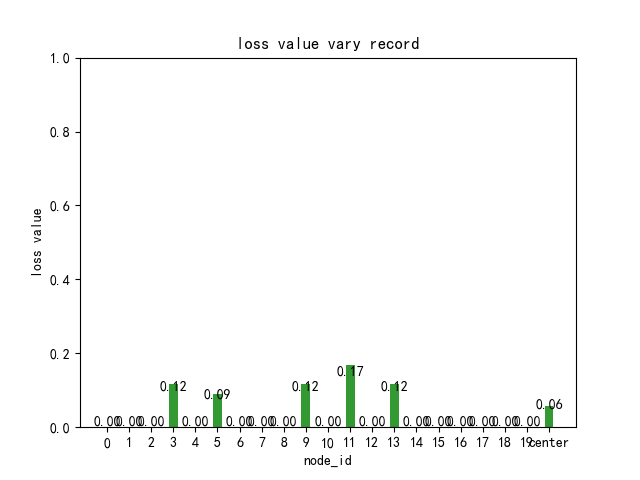 loss value vary record
1.0
0.8
0.6
0.4
0.2
0.0
loss value
0.00 0.00 0.00 0.12 0.00 0.09 0.00 0.00 0.00 0.12 0.00 0.17 0.00 0.12 0.00 0.00 0.00 0.00 0.00 0.00 0.06
0 1 2 3 4 5 6 7 8 9 10 11 12 13 14 15 16 17 18 19 center
node_id